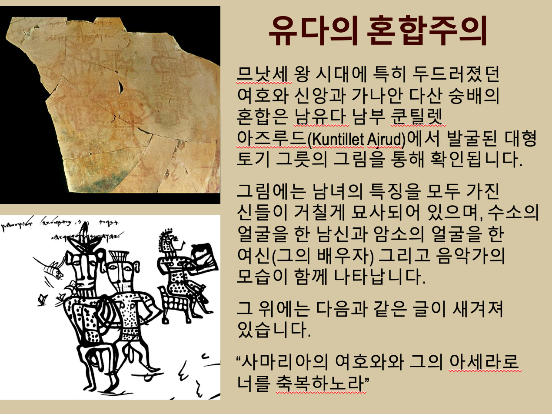 유다의 혼합주의
므낫세 왕 시대에 특히 두드러졌던
여호와 신앙과 가나안 다산 숭배의
혼합은 남유다 남부 쿤틸렛
아즈루드(Kuntillet Ajrud)에서 발굴된 대형
토기 그릇의 그림을 통해 확인됩니다.
그림에는 남녀의 특징을 모두 가진
신들이 거칠게 묘사되어 있으며, 수소의
얼굴을 한 남신과 암소의 얼굴을 한
여신(그의 배우자) 그리고 음악가의
모습이 함께 나타납니다.
그 위에는 다음과 같은 글이 새겨져
있습니다.
“사마리아의 여호와와 그의 아세라로
너를 축복하노라”